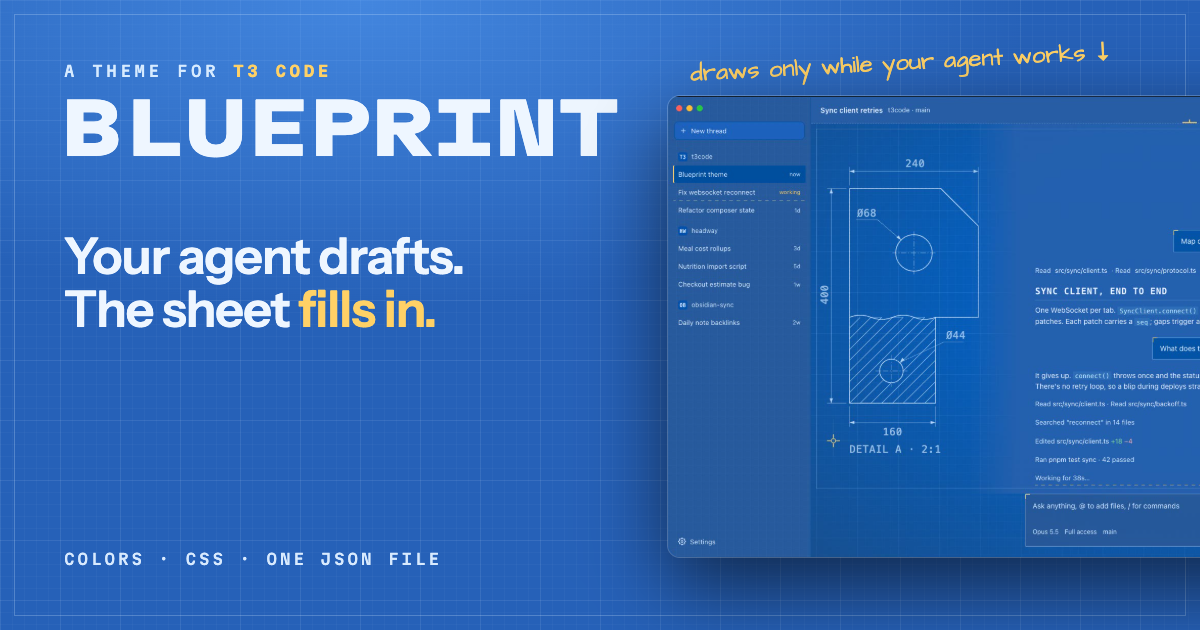 A THEME FOR T3 CODE
BLUEPRINT
Your agent drafts.
The sheet fills in.
COLORS · CSS · ONE JSON FILE
draws only while your agent works ↓
Sync client retries t3code · main
+ New thread
T3 t3code
Blueprint theme now
Fix websocket reconnect working
Refactor composer state 1d
headway
Meal cost rollups 3d
Nutrition import script 5d
Checkout estimate bug 1w
obsidian-sync
Daily note backlinks 2w
Settings
240
Ø68
400
Ø44
160
DETAIL A · 2:1
Map
Read src/sync/client.ts · Read src/sync/protocol.ts
SYNC CLIENT, END TO END
One WebSocket per tab. SyncClient.connect()
patches. Each patch carries a seq, gaps trigger a
What does t
It gives up. connect() throws once and the statu
There's no retry loop, so a blip during deploys stra
Read src/sync/client.ts · Read src/sync/backoff.ts
Searched "reconnect" in 14 files
Edited src/sync/client.ts +18 −4
Ran pnpm test sync · 42 passed
Working for 38s...
Ask anything, @ to add files, / for commands
Opus 5.5 Full access main